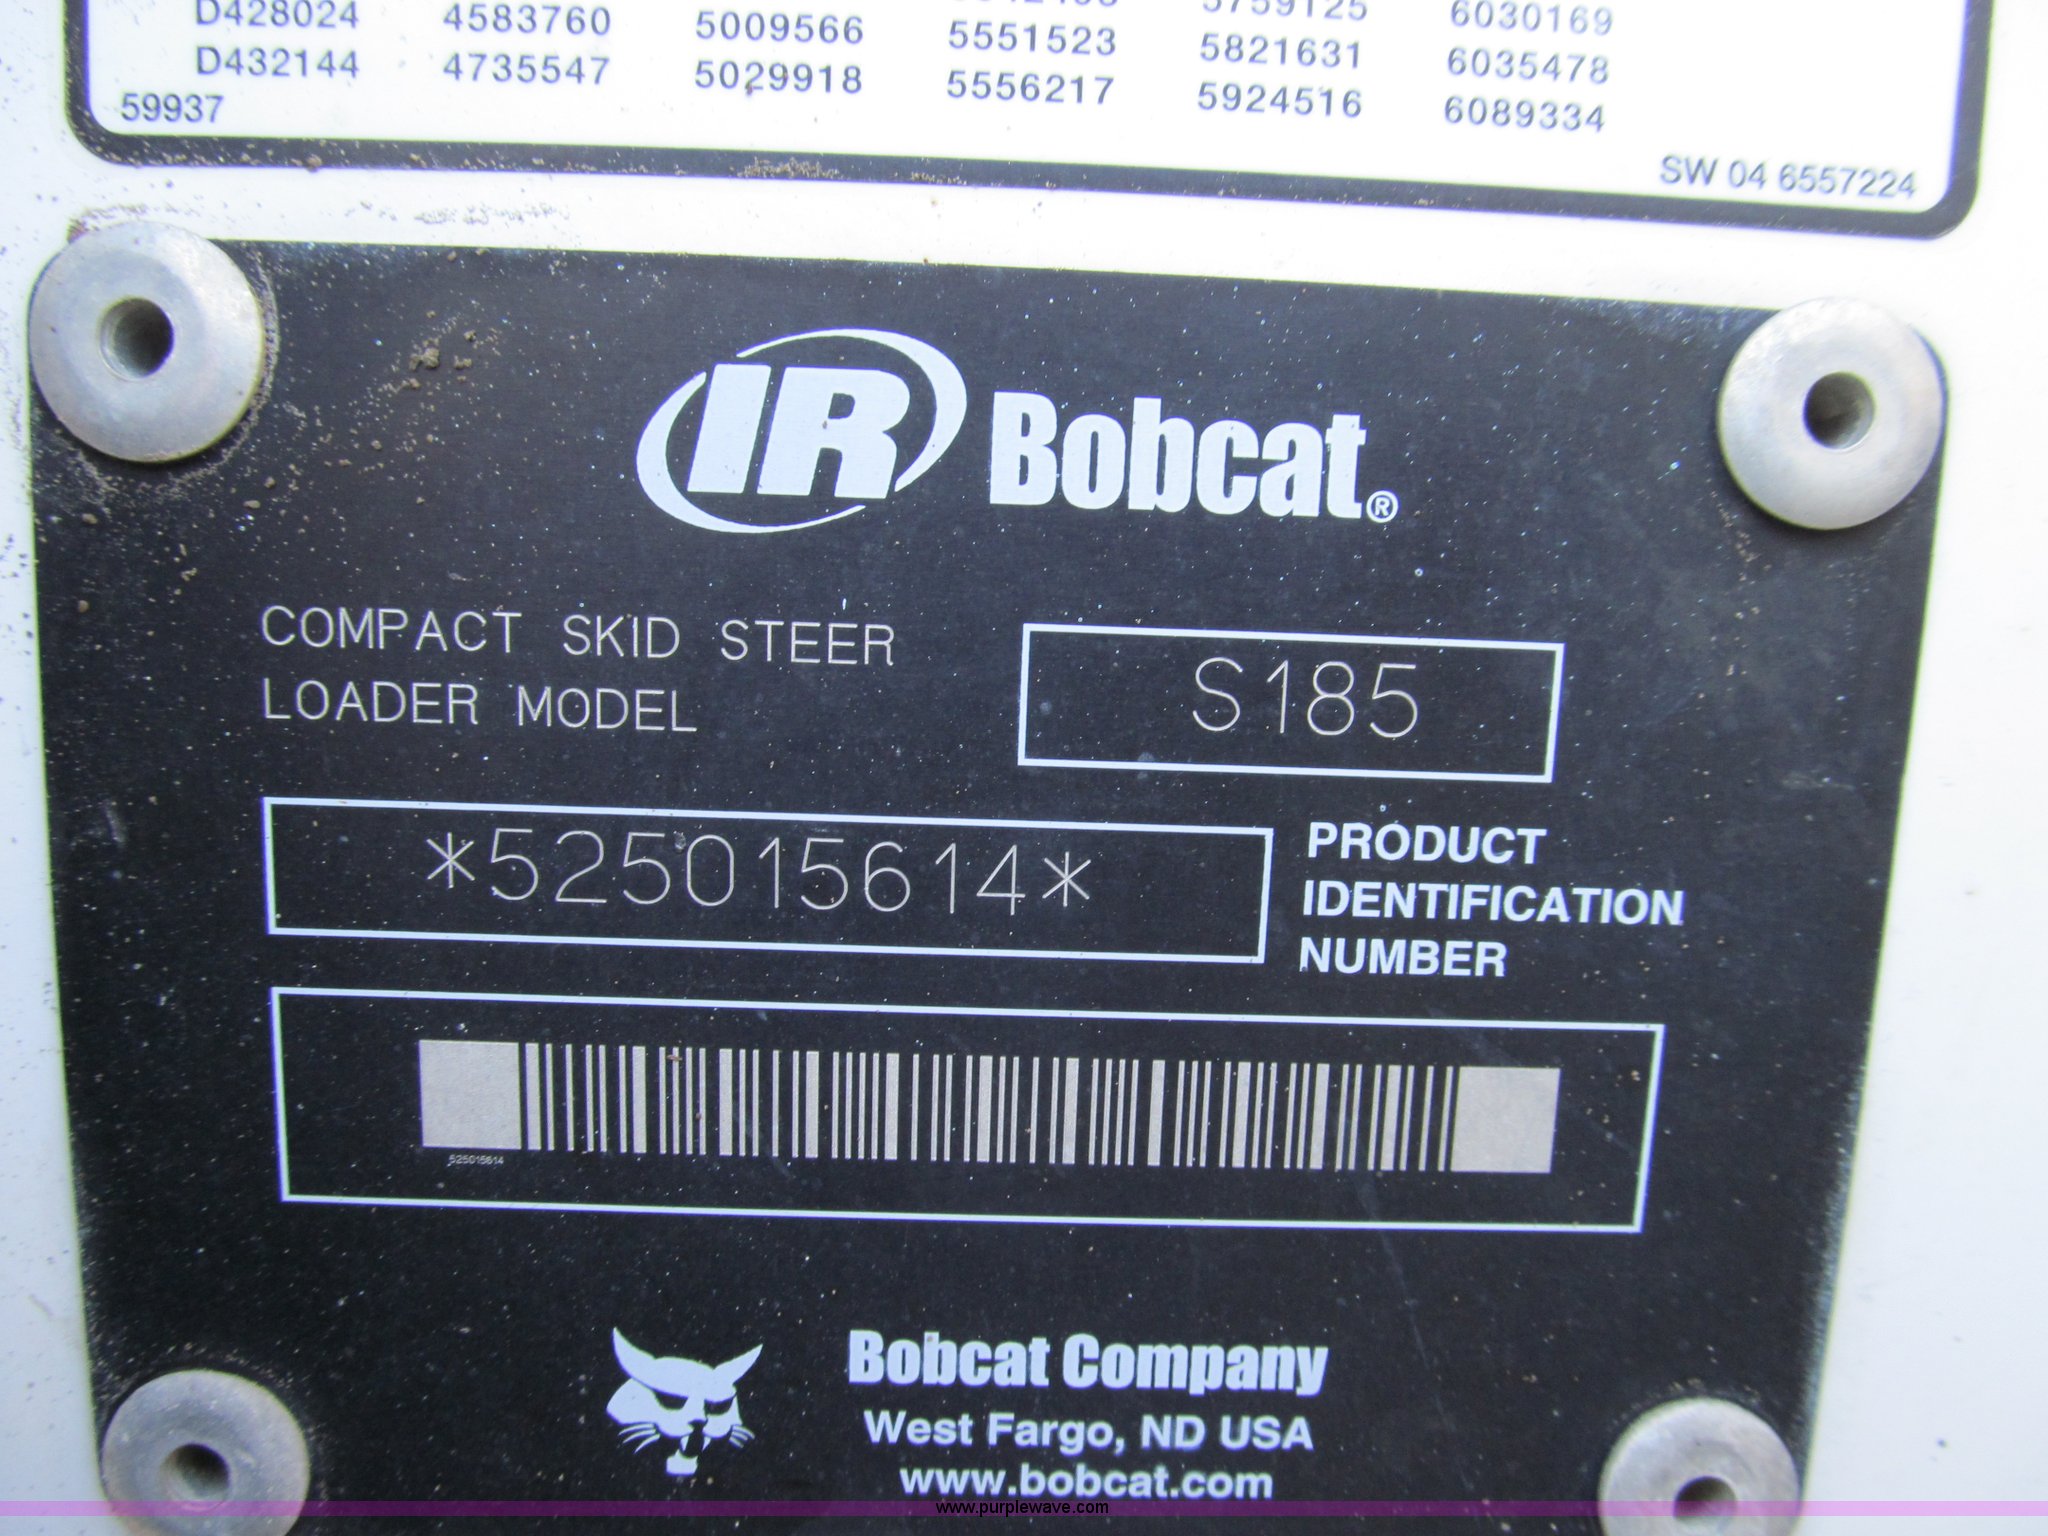 D428024 4583760 5009566 5551523 5759125 6030169
D432144 4735547 5029918 5556217 5821631 6035478
59937 5924516 6089334
SW 04 6557224
IR Bobcat®
COMPACT SKID STEER
LOADER MODEL
S185
*525015614*
PRODUCT
IDENTIFICATION
NUMBER
525015614
Bobcat Company
West Fargo, ND USA
www.bobcat.com
www.purplewave.com